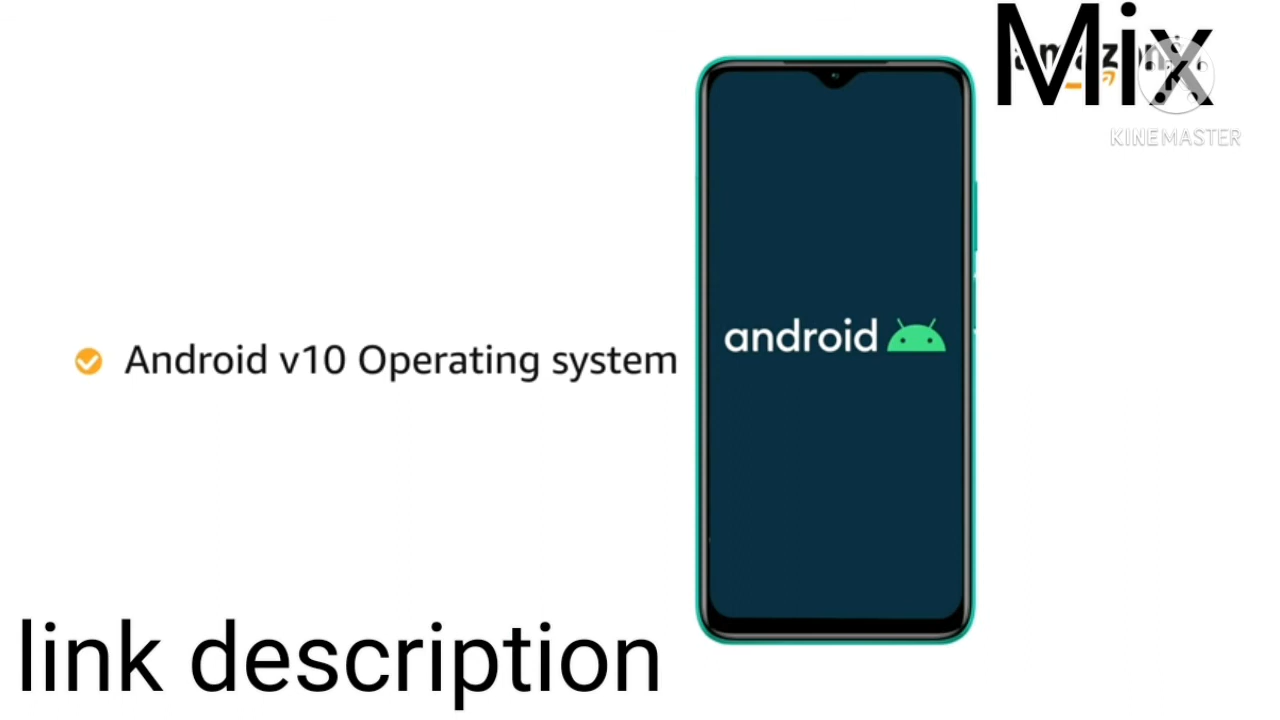 Mix
KINEMASTER
android
Android v10 Operating system
link description